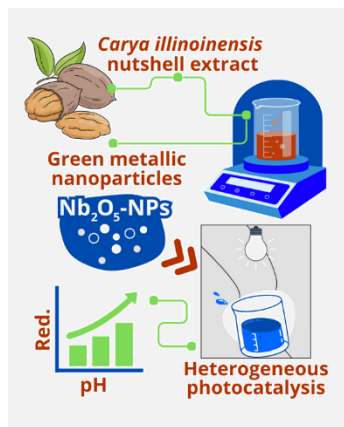 Carya illinoinensis
nutshell extract
Green metallic
nanoparticles
Nb₂O₅-NPs
Red.
pH
Heterogeneous
photocatalysis